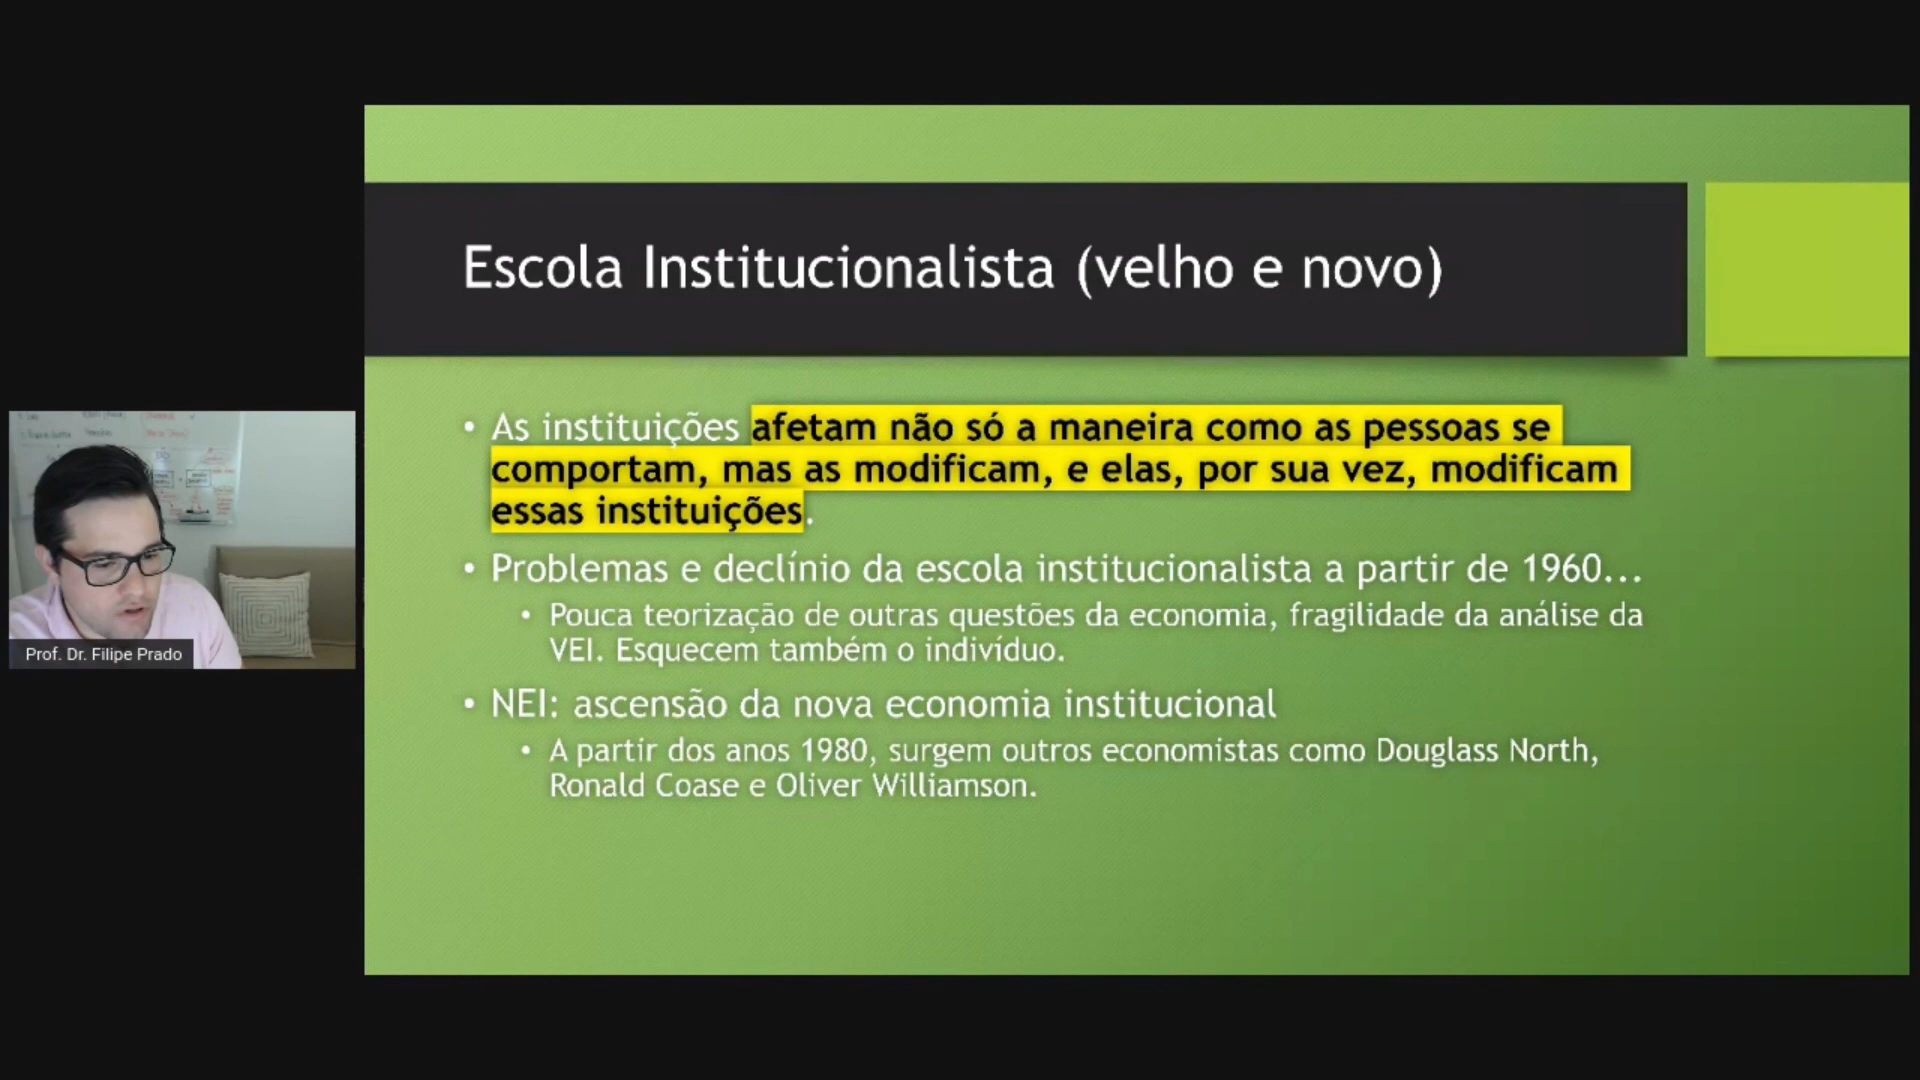 Escola Institucionalista (velho e novo)
• As instituições afetam não só a maneira como as pessoas se
comportam, mas as modificam, e elas, por sua vez, modificam
essas instituições.
• Problemas e declínio da escola institucionalista a partir de 1960...
• Pouca teorização de outras questões da economia, fragilidade da análise da
VEI. Esquecem também o indivíduo.
• NEI: ascensão da nova economia institucional
• A partir dos anos 1980, surgem outros economistas como Douglass North,
Ronald Coase e Oliver Williamson.
Prof. Dr. Filipe Prado